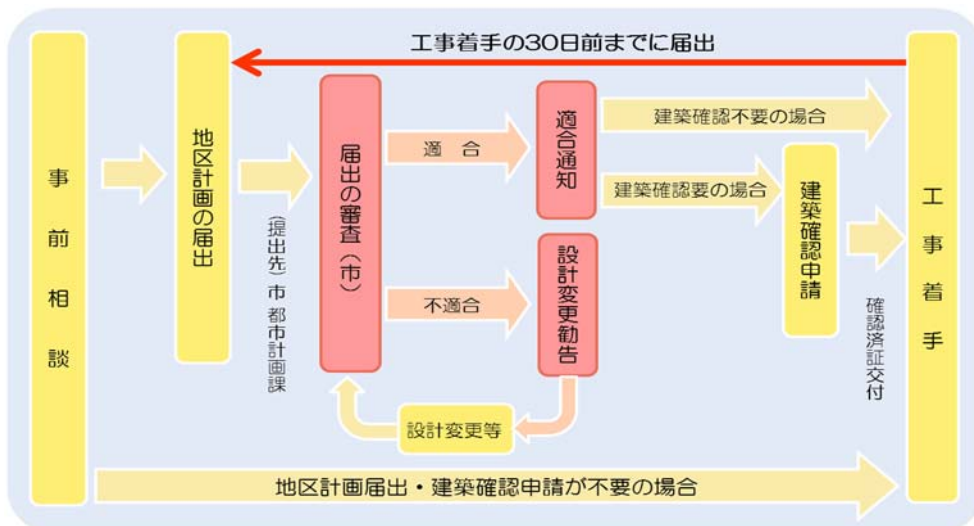 工事着手の30日前までに届出
事前相談
地区計画の届出
(提出先)市 都市計画課
届出の審査(市)
適 合
不適合
適合通知
設計変更勧告
設計変更等
建築確認不要の場合
建築確認要の場合
建築確認申請
確認済証交付
工事着手
地区計画届出・建築確認申請が不要の場合